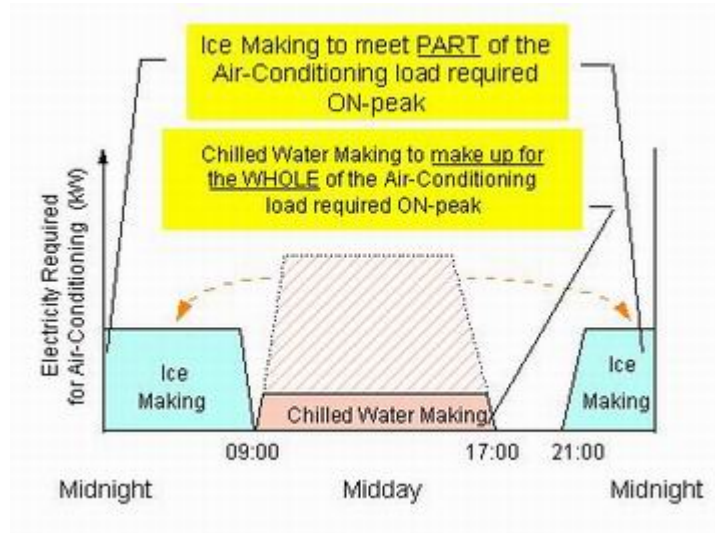 Ice Making to meet PART of the
Air-Conditioning load required
ON-peak
Chilled Water Making to make up for
the WHOLE of the Air-Conditioning
load required ON-peak
Electricity Required
for Air-Conditioning (kW)
Ice
Making
Chilled Water Making
Ice
Making
09:00
17:00
21:00
Midnight
Midday
Midnight